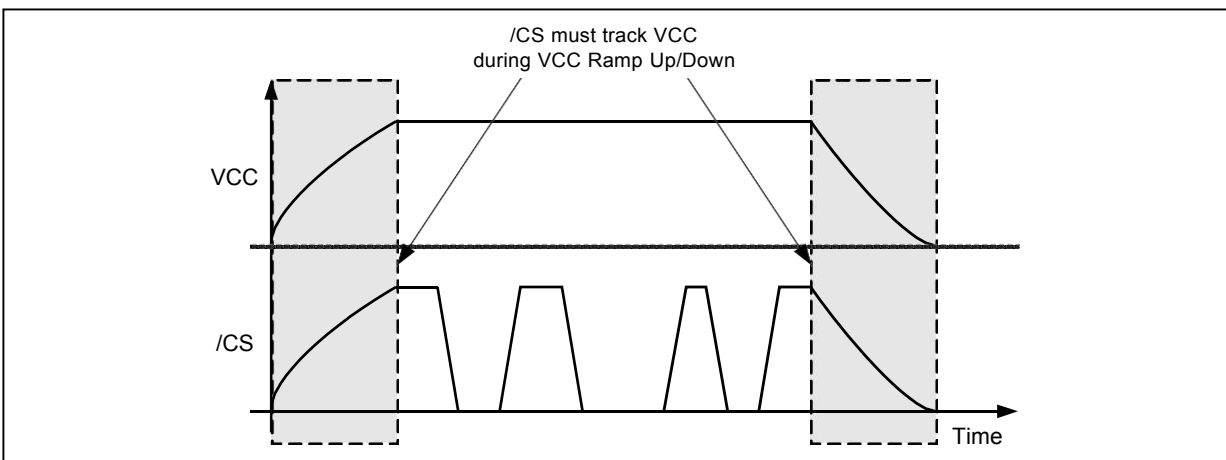 /CS must track VCC
during VCC Ramp Up/Down
VCC
/CS
Time